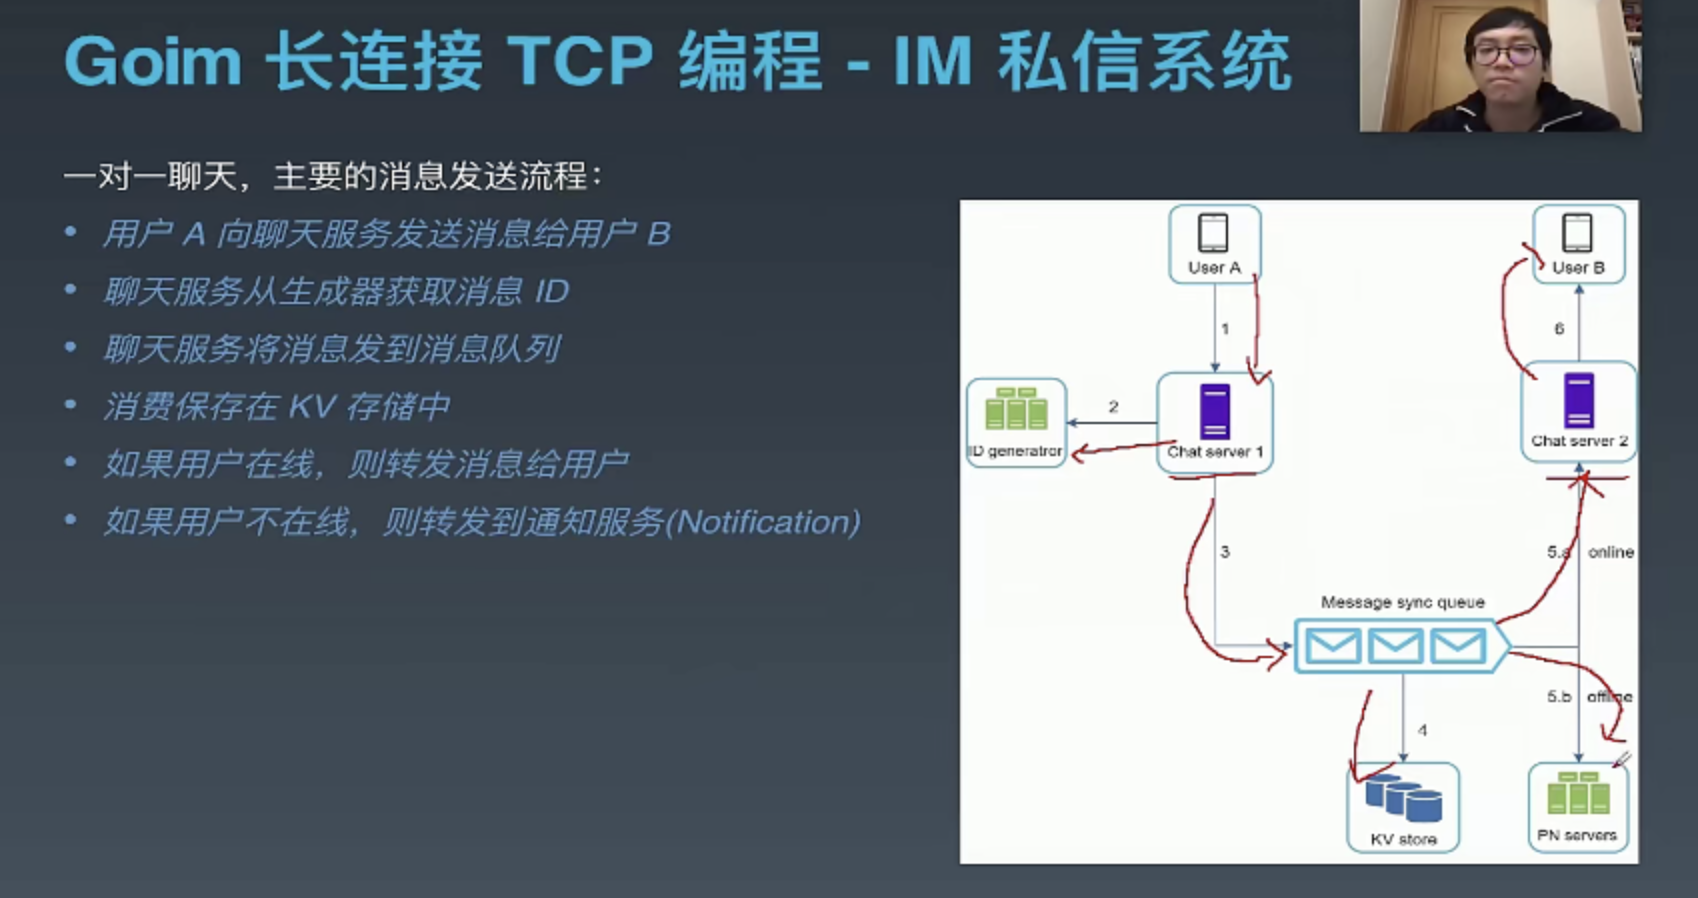 Goim 长连接 TCP 编程 - IM 私信系统
一对一聊天，主要的消息发送流程：
• 用户 A 向聊天服务发送消息给用户 B
• 聊天服务从生成器获取消息 ID
• 聊天服务将消息发到消息队列
• 消费保存在 KV 存储中
• 如果用户在线，则转发消息给用户
• 如果用户不在线，则转发到通知服务(Notification)
User A
User B
1
6
2
ID generatror
Chat server 1
Chat server 2
3
5.a
online
Message sync queue
5.b
offline
4
KV store
PN servers